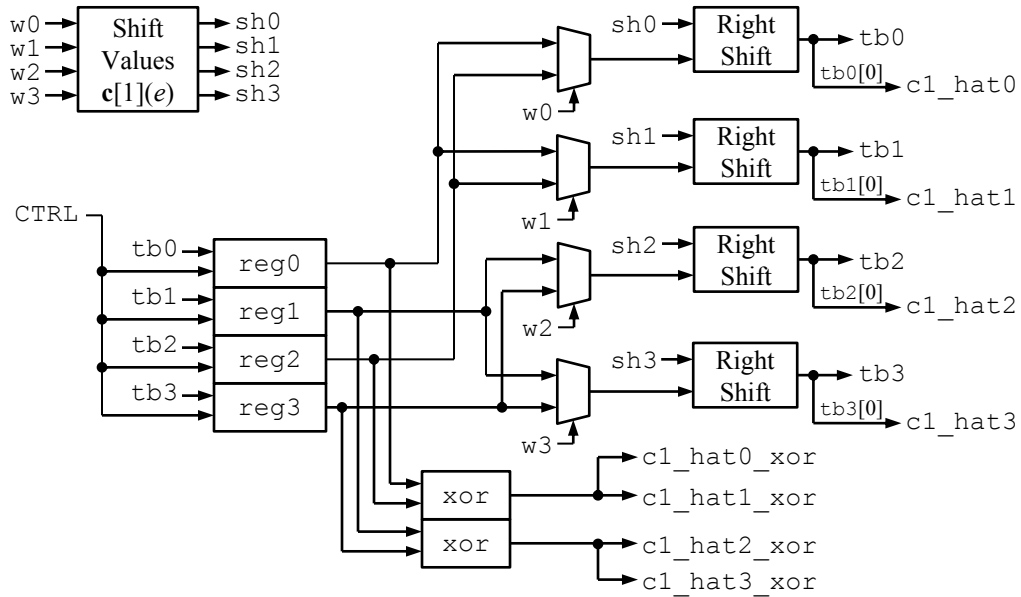 w0
w1
w2
w3
Shift
Values
c[1](e)
sh0
sh1
sh2
sh3
sh0
Right
Shift
tb0
tb0[0]
c1_hat0
w0
sh1
Right
Shift
tb1
tb1[0]
c1_hat1
w1
CTRL
tb0
reg0
tb1
reg1
tb2
reg2
tb3
reg3
sh2
Right
Shift
tb2
tb2[0]
c1_hat2
w2
sh3
Right
Shift
tb3
tb3[0]
c1_hat3
w3
xor
c1_hat0_xor
c1_hat1_xor
xor
c1_hat2_xor
c1_hat3_xor